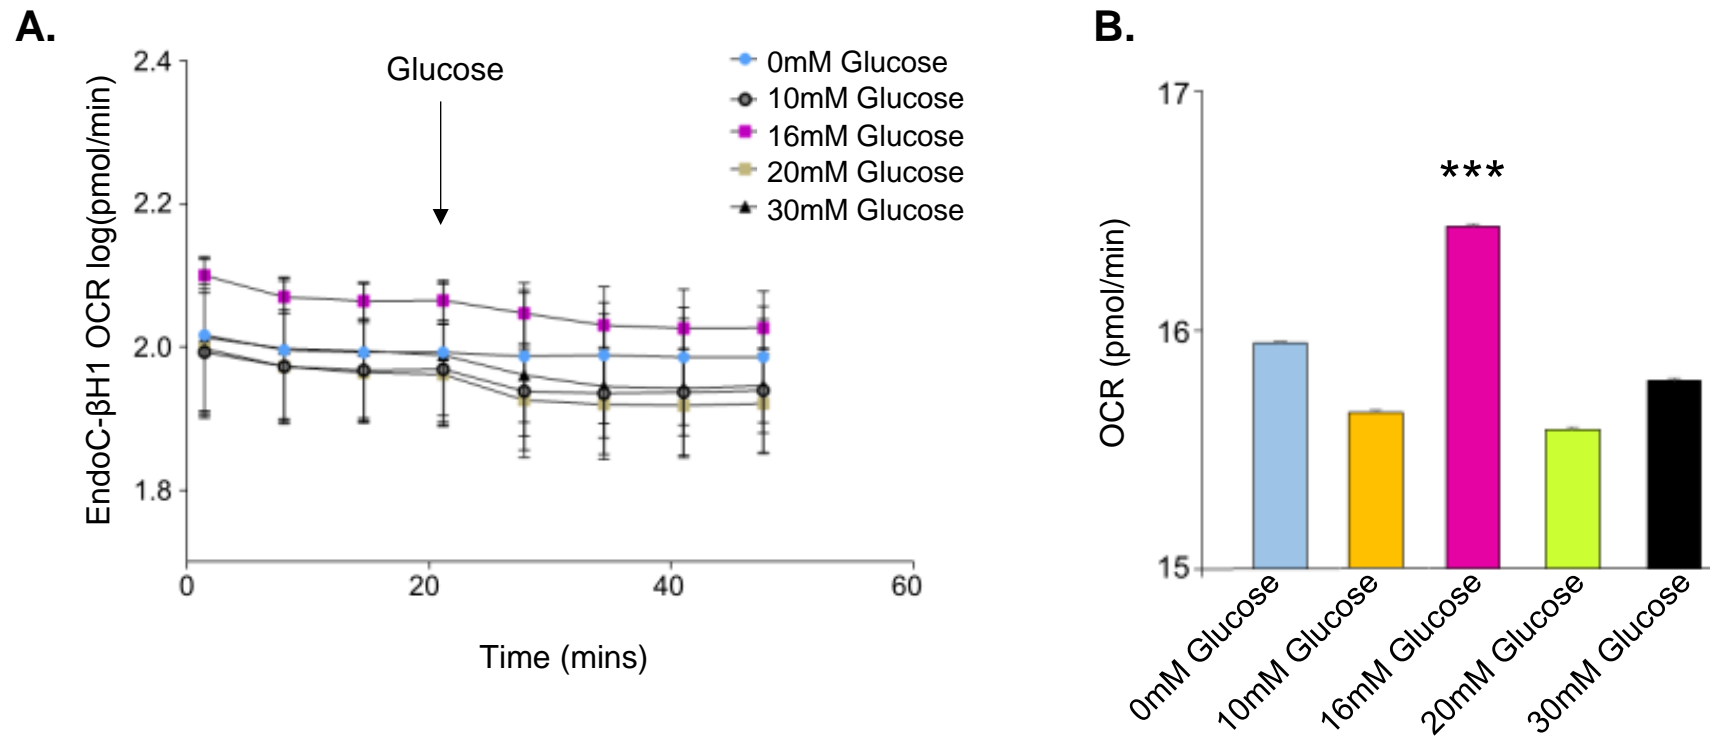 A.
B.
EndoC-βH1 OCR log(pmol/min)
2.4
2.2
2.0
1.8
0
20
40
60
Time (mins)
Glucose
0mM Glucose
10mM Glucose
16mM Glucose
20mM Glucose
30mM Glucose
OCR (pmol/min)
17
16
15
***
0mM Glucose
10mM Glucose
16mM Glucose
20mM Glucose
30mM Glucose